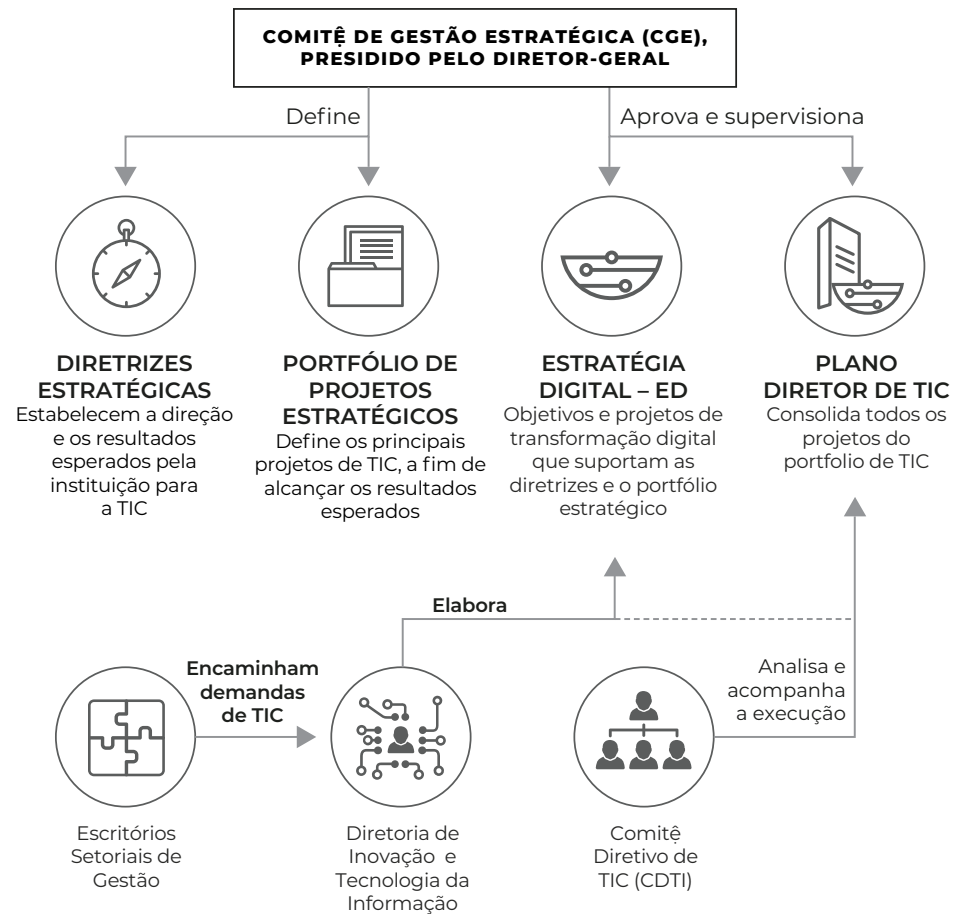 COMITÊ DE GESTÃO ESTRATÉGICA (CGE),
PRESIDIDO PELO DIRETOR-GERAL
Define
Aprova e supervisiona
DIRETRIZES
ESTRATÉGICAS
Estabelecem a direção
e os resultados
esperados pela
instituição para
a TIC
PORTFÓLIO DE
PROJETOS
ESTRATÉGICOS
Define os principais
projetos de TIC, a fim de
alcançar os resultados
esperados
ESTRATÉGIA
DIGITAL – ED
Objetivos e projetos de
transformação digital
que suportam as
diretrizes e o portfólio
estratégico
PLANO
DIRETOR DE TIC
Consolida todos os
projetos do
portfolio de TIC
Elabora
Encaminham
demandas
de TIC
Analisa e
acompanha
a execução
Escritórios
Setoriais de
Gestão
Diretoria de
Inovação e
Tecnologia da
Informação
Comitê
Diretivo de
TIC (CDTI)